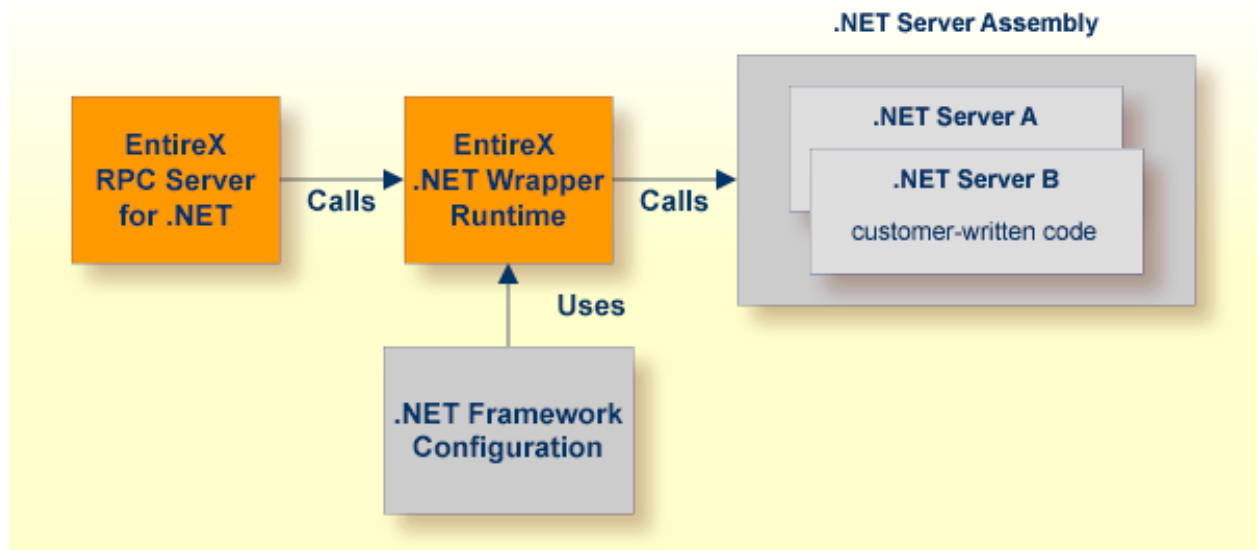 .NET Server Assembly
EntireX
RPC Server
for .NET
Calls
EntireX
.NET Wrapper
Runtime
Calls
.NET Server A
.NET Server B
customer-written code
Uses
.NET Framework
Configuration